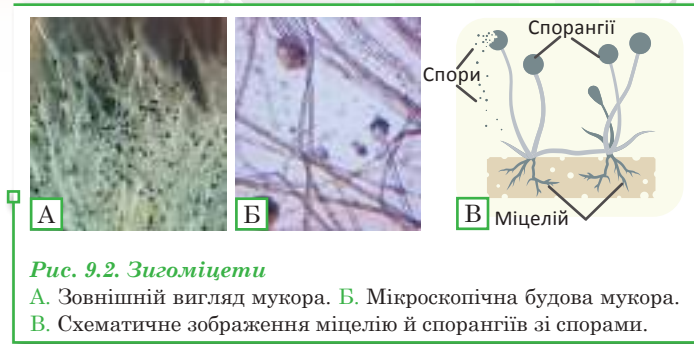 Спорангії
Спори
А
Б
В
Міцелій
Рис. 9.2. Зигоміцети
А. Зовнішній вигляд мукора. Б. Мікроскопічна будова мукора.
В. Схематичне зображення міцелію й спорангіїв зі спорами.